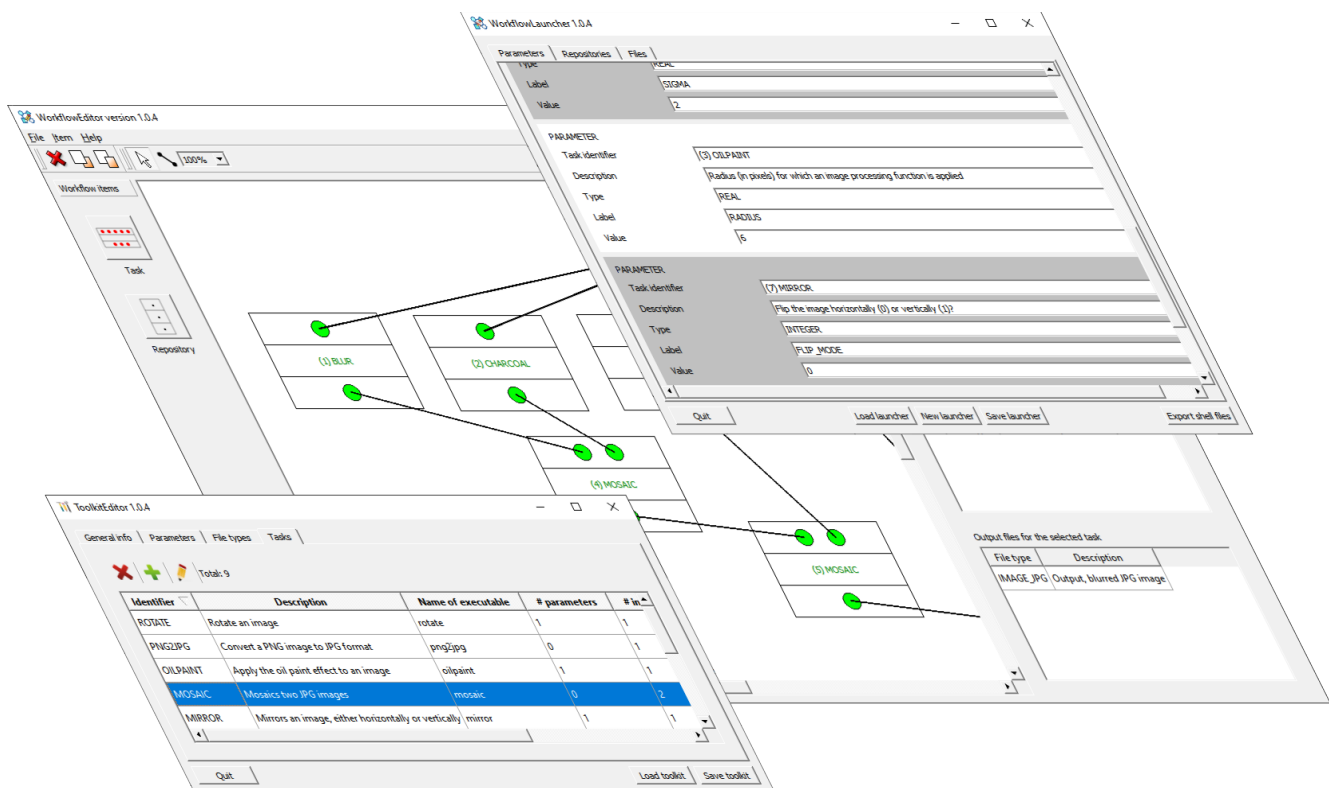 WorkflowLauncher 1.0.4
Parameters Repositories Files
Type REAL
Label SIGMA
Value 2
PARAMETER
Task identifier (3) OILPAINT
Description Radius (in pixels) for which an image processing function is applied.
Type REAL
Label RADIUS
Value 6
PARAMETER
Task identifier (7) MIRROR
Description Flip the image horizontally (0) or vertically (1)?
Type INTEGER
Label FLIP_MODE
Value 0
Quit Load launcher New launcher Save launcher Export shell files
WorkflowEditor version 1.0.4
File Item Help
100%
Workflow items
Task
Repository
(1) BLUR
(2) CHARCOAL
(4) MOSAIC
(5) MOSAIC
Output files for the selected task
File type Description
IMAGE_JPG Output, blurred JPG image
ToolkitEditor 1.0.4
General info Parameters File types Tasks
Total: 9
Identifier Description Name of executable # parameters # in
ROTATE Rotate an image rotate 1 1
PNG2JPG Convert a PNG image to JPG format png2jpg 0 1
OILPAINT Apply the oil paint effect to an image oilpaint 1 1
MOSAIC Mosaics two JPG images mosaic 0 2
MIRROR Mirrors an image, either horizontally or vertically mirror 1 1
Quit Load toolkit Save toolkit